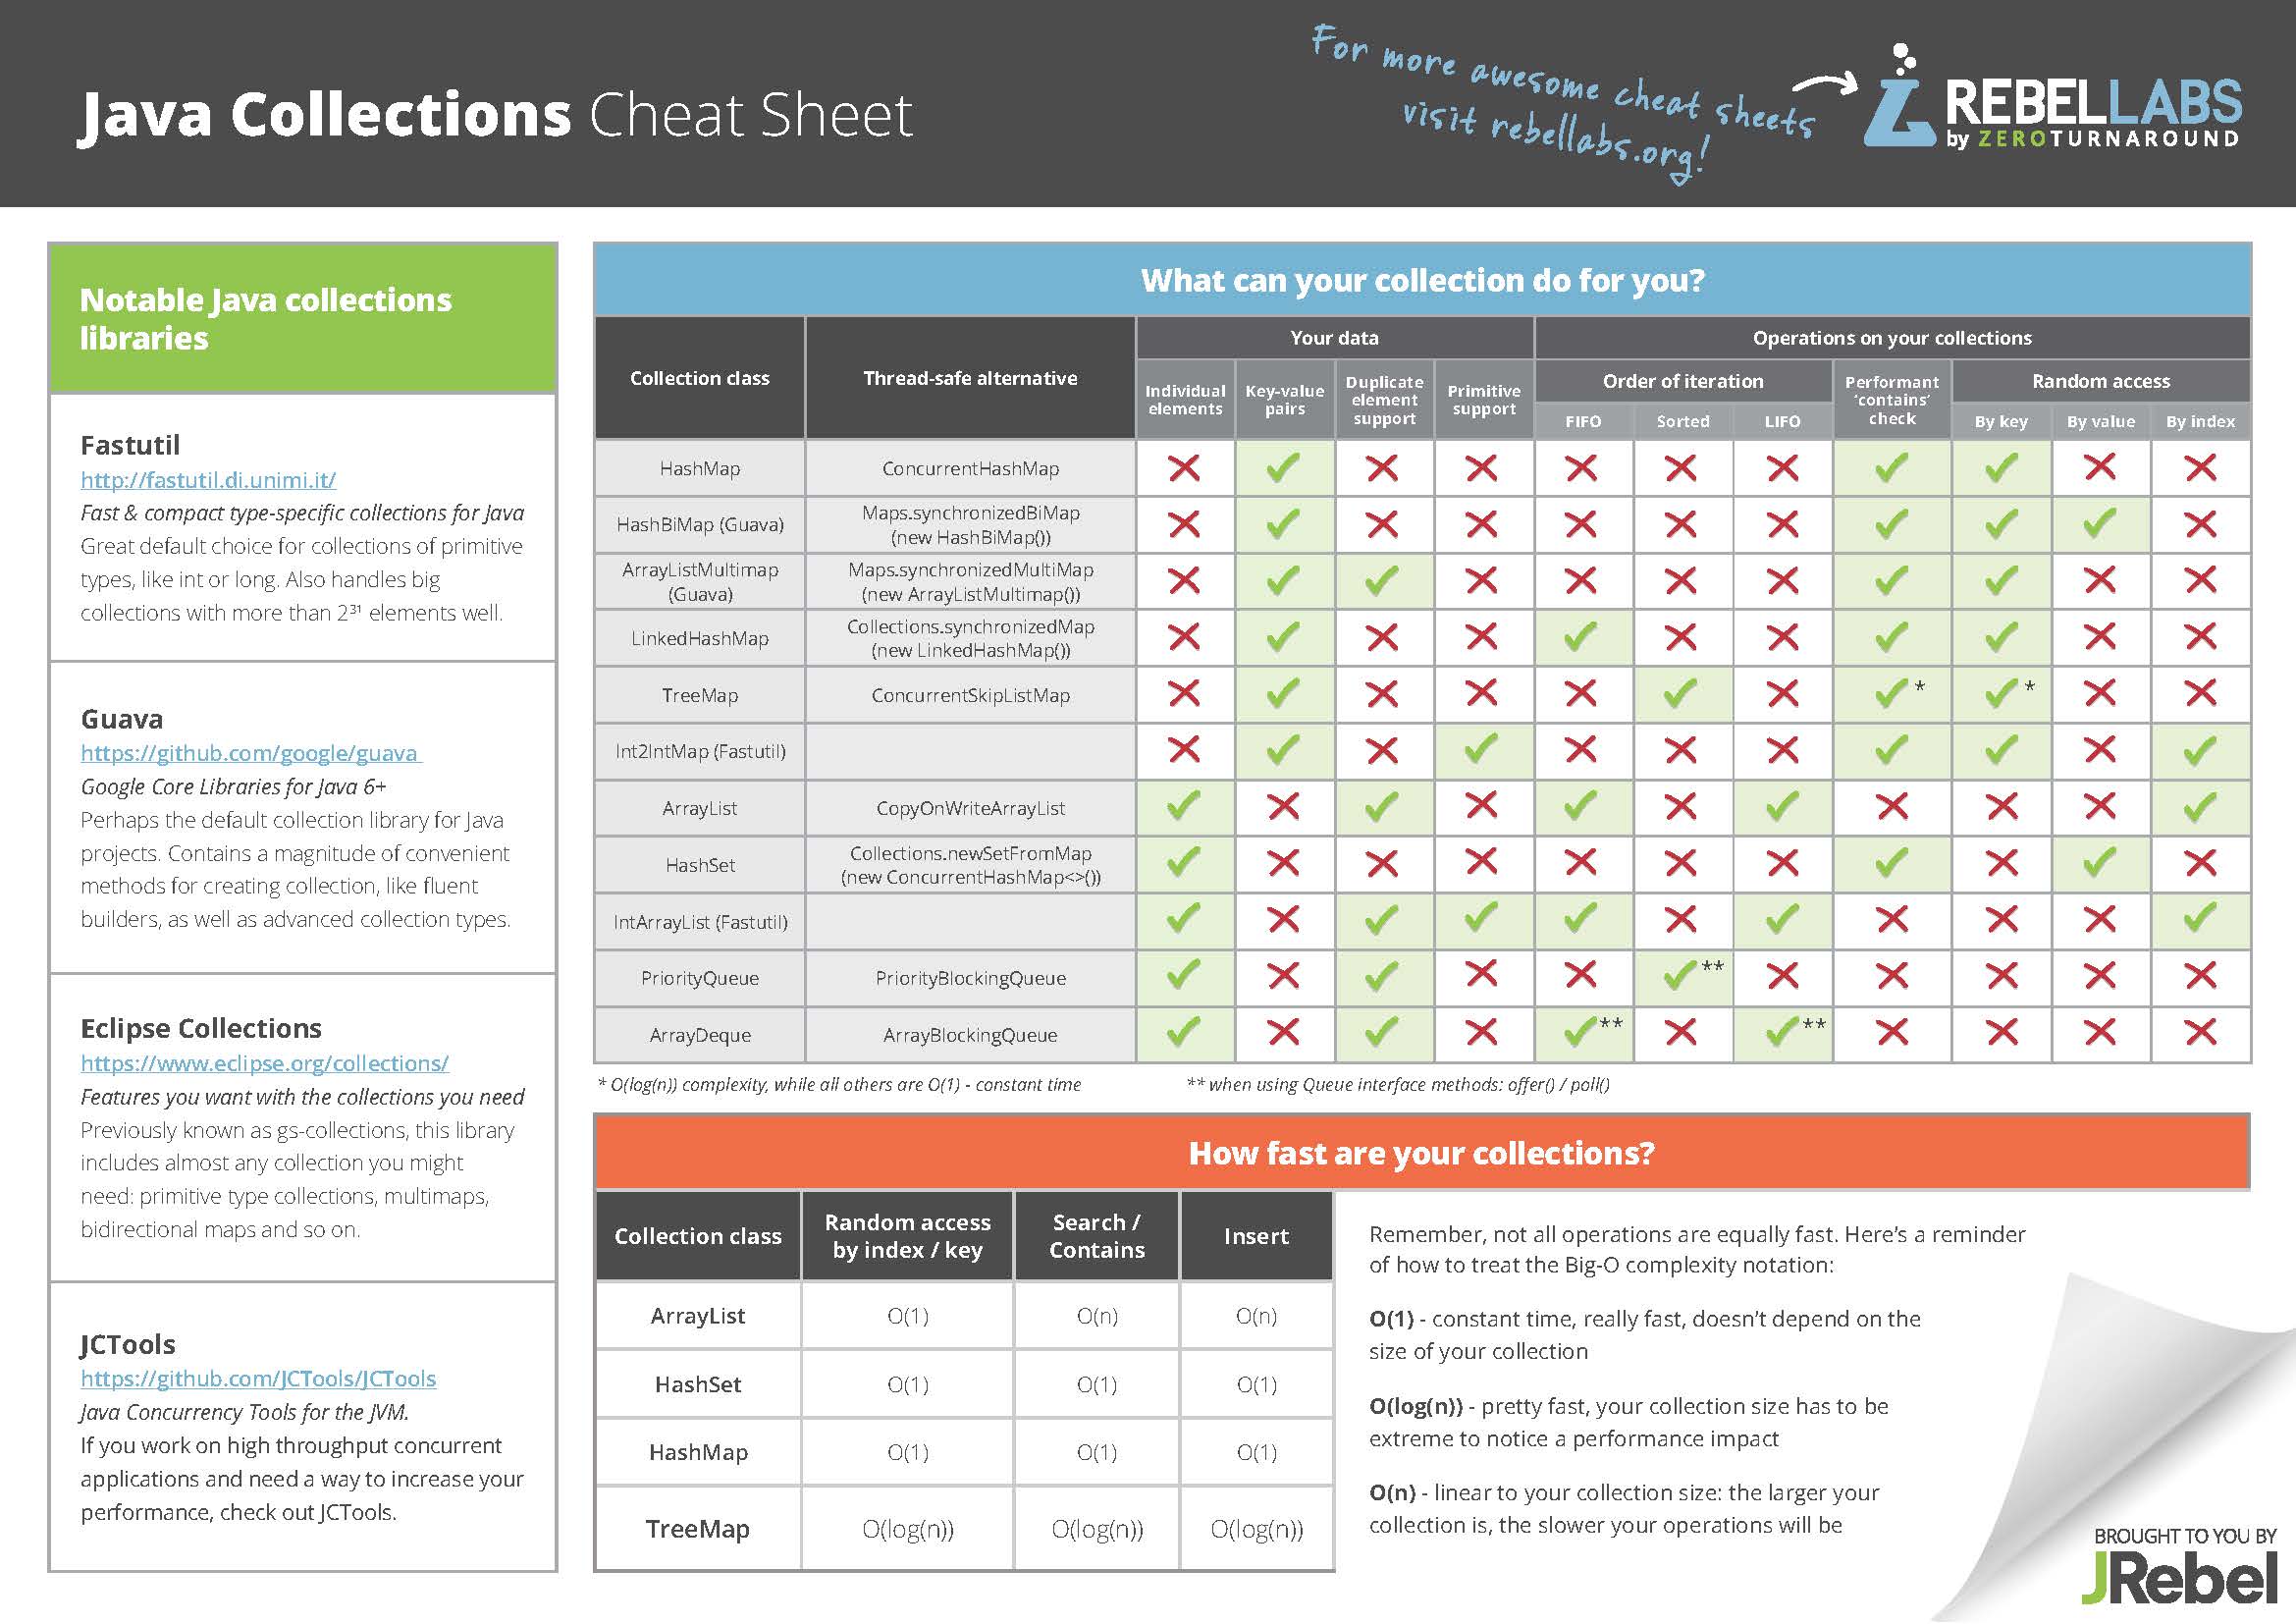 Java Collections Cheat Sheet
For more awesome cheat sheets
visit rebellabs.org!
REBELLABS
by ZEROTURNAROUND
Notable Java collections
libraries
Fastutil
http://fastutil.di.unimi.it/
Fast & compact type-specific collections for Java
Great default choice for collections of primitive
types, like int or long. Also handles big
collections with more than 2³¹ elements well.
Guava
https://github.com/google/guava
Google Core Libraries for Java 6+
Perhaps the default collection library for Java
projects. Contains a magnitude of convenient
methods for creating collection, like fluent
builders, as well as advanced collection types.
Eclipse Collections
https://www.eclipse.org/collections/
Features you want with the collections you need
Previously known as gs-collections, this library
includes almost any collection you might
need: primitive type collections, multimaps,
bidirectional maps and so on.
JCTools
https://github.com/JCTools/JCTools
Java Concurrency Tools for the JVM.
If you work on high throughput concurrent
applications and need a way to increase your
performance, check out JCTools.
What can your collection do for you?
Collection class
Thread-safe alternative
Your data
Operations on your collections
Individual
elements
Key-value
pairs
Duplicate
element
support
Primitive
support
Order of iteration
FIFO
Sorted
LIFO
Performant
‘contains’
check
Random access
By key
By value
By index
HashMap
ConcurrentHashMap
HashBiMap (Guava)
Maps.synchronizedBiMap
(new HashBiMap())
ArrayListMultimap
(Guava)
Maps.synchronizedMultiMap
(new ArrayListMultimap())
LinkedHashMap
Collections.synchronizedMap
(new LinkedHashMap())
TreeMap
ConcurrentSkipListMap
*
*
Int2IntMap (Fastutil)
ArrayList
CopyOnWriteArrayList
HashSet
Collections.newSetFromMap
(new ConcurrentHashMap<>())
IntArrayList (Fastutil)
PriorityQueue
PriorityBlockingQueue
**
ArrayDeque
ArrayBlockingQueue
**
**
* O(log(n)) complexity, while all others are O(1) - constant time
** when using Queue interface methods: offer() / poll()
How fast are your collections?
Collection class
Random access
by index / key
Search /
Contains
Insert
ArrayList
O(1)
O(n)
O(n)
HashSet
O(1)
O(1)
O(1)
HashMap
O(1)
O(1)
O(1)
TreeMap
O(log(n))
O(log(n))
O(log(n))
Remember, not all operations are equally fast. Here’s a reminder
of how to treat the Big-O complexity notation:
O(1) - constant time, really fast, doesn’t depend on the
size of your collection
O(log(n)) - pretty fast, your collection size has to be
extreme to notice a performance impact
O(n) - linear to your collection size: the larger your
collection is, the slower your operations will be
BROUGHT TO YOU BY
JRebel